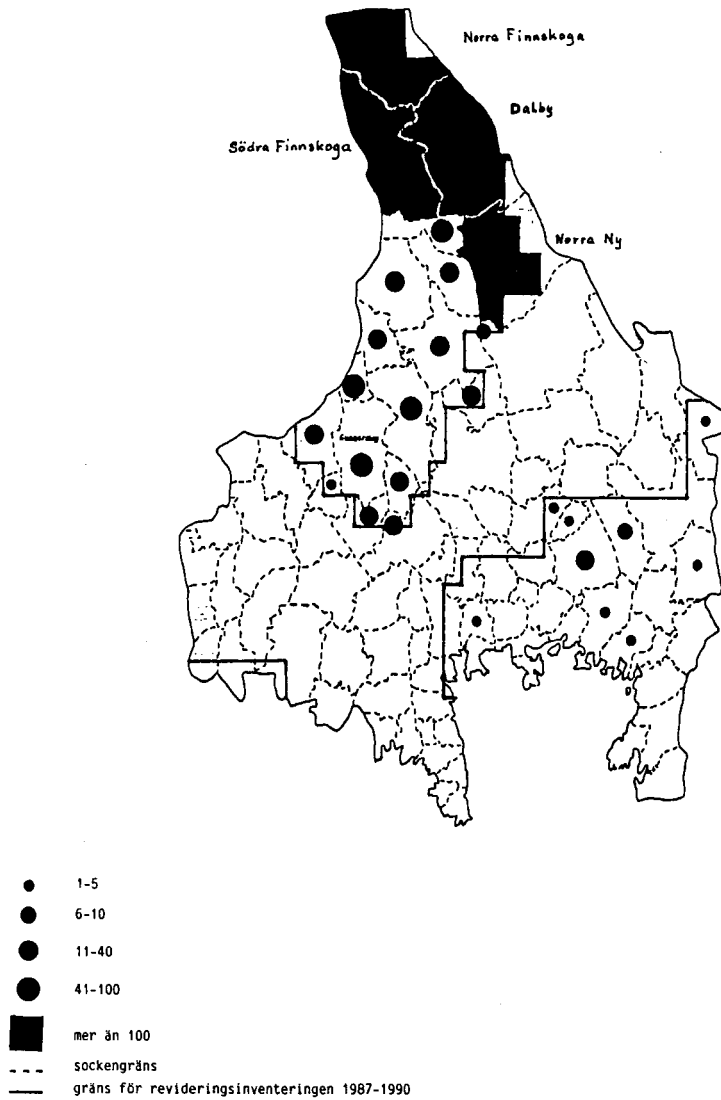 Norra Finnskoga
Dalby
Södra Finnskoga
Norra Ny
1-5
6-10
11-40
41-100
mer än 100
sockengräns
gräns för revideringsinventeringen 1987-1990